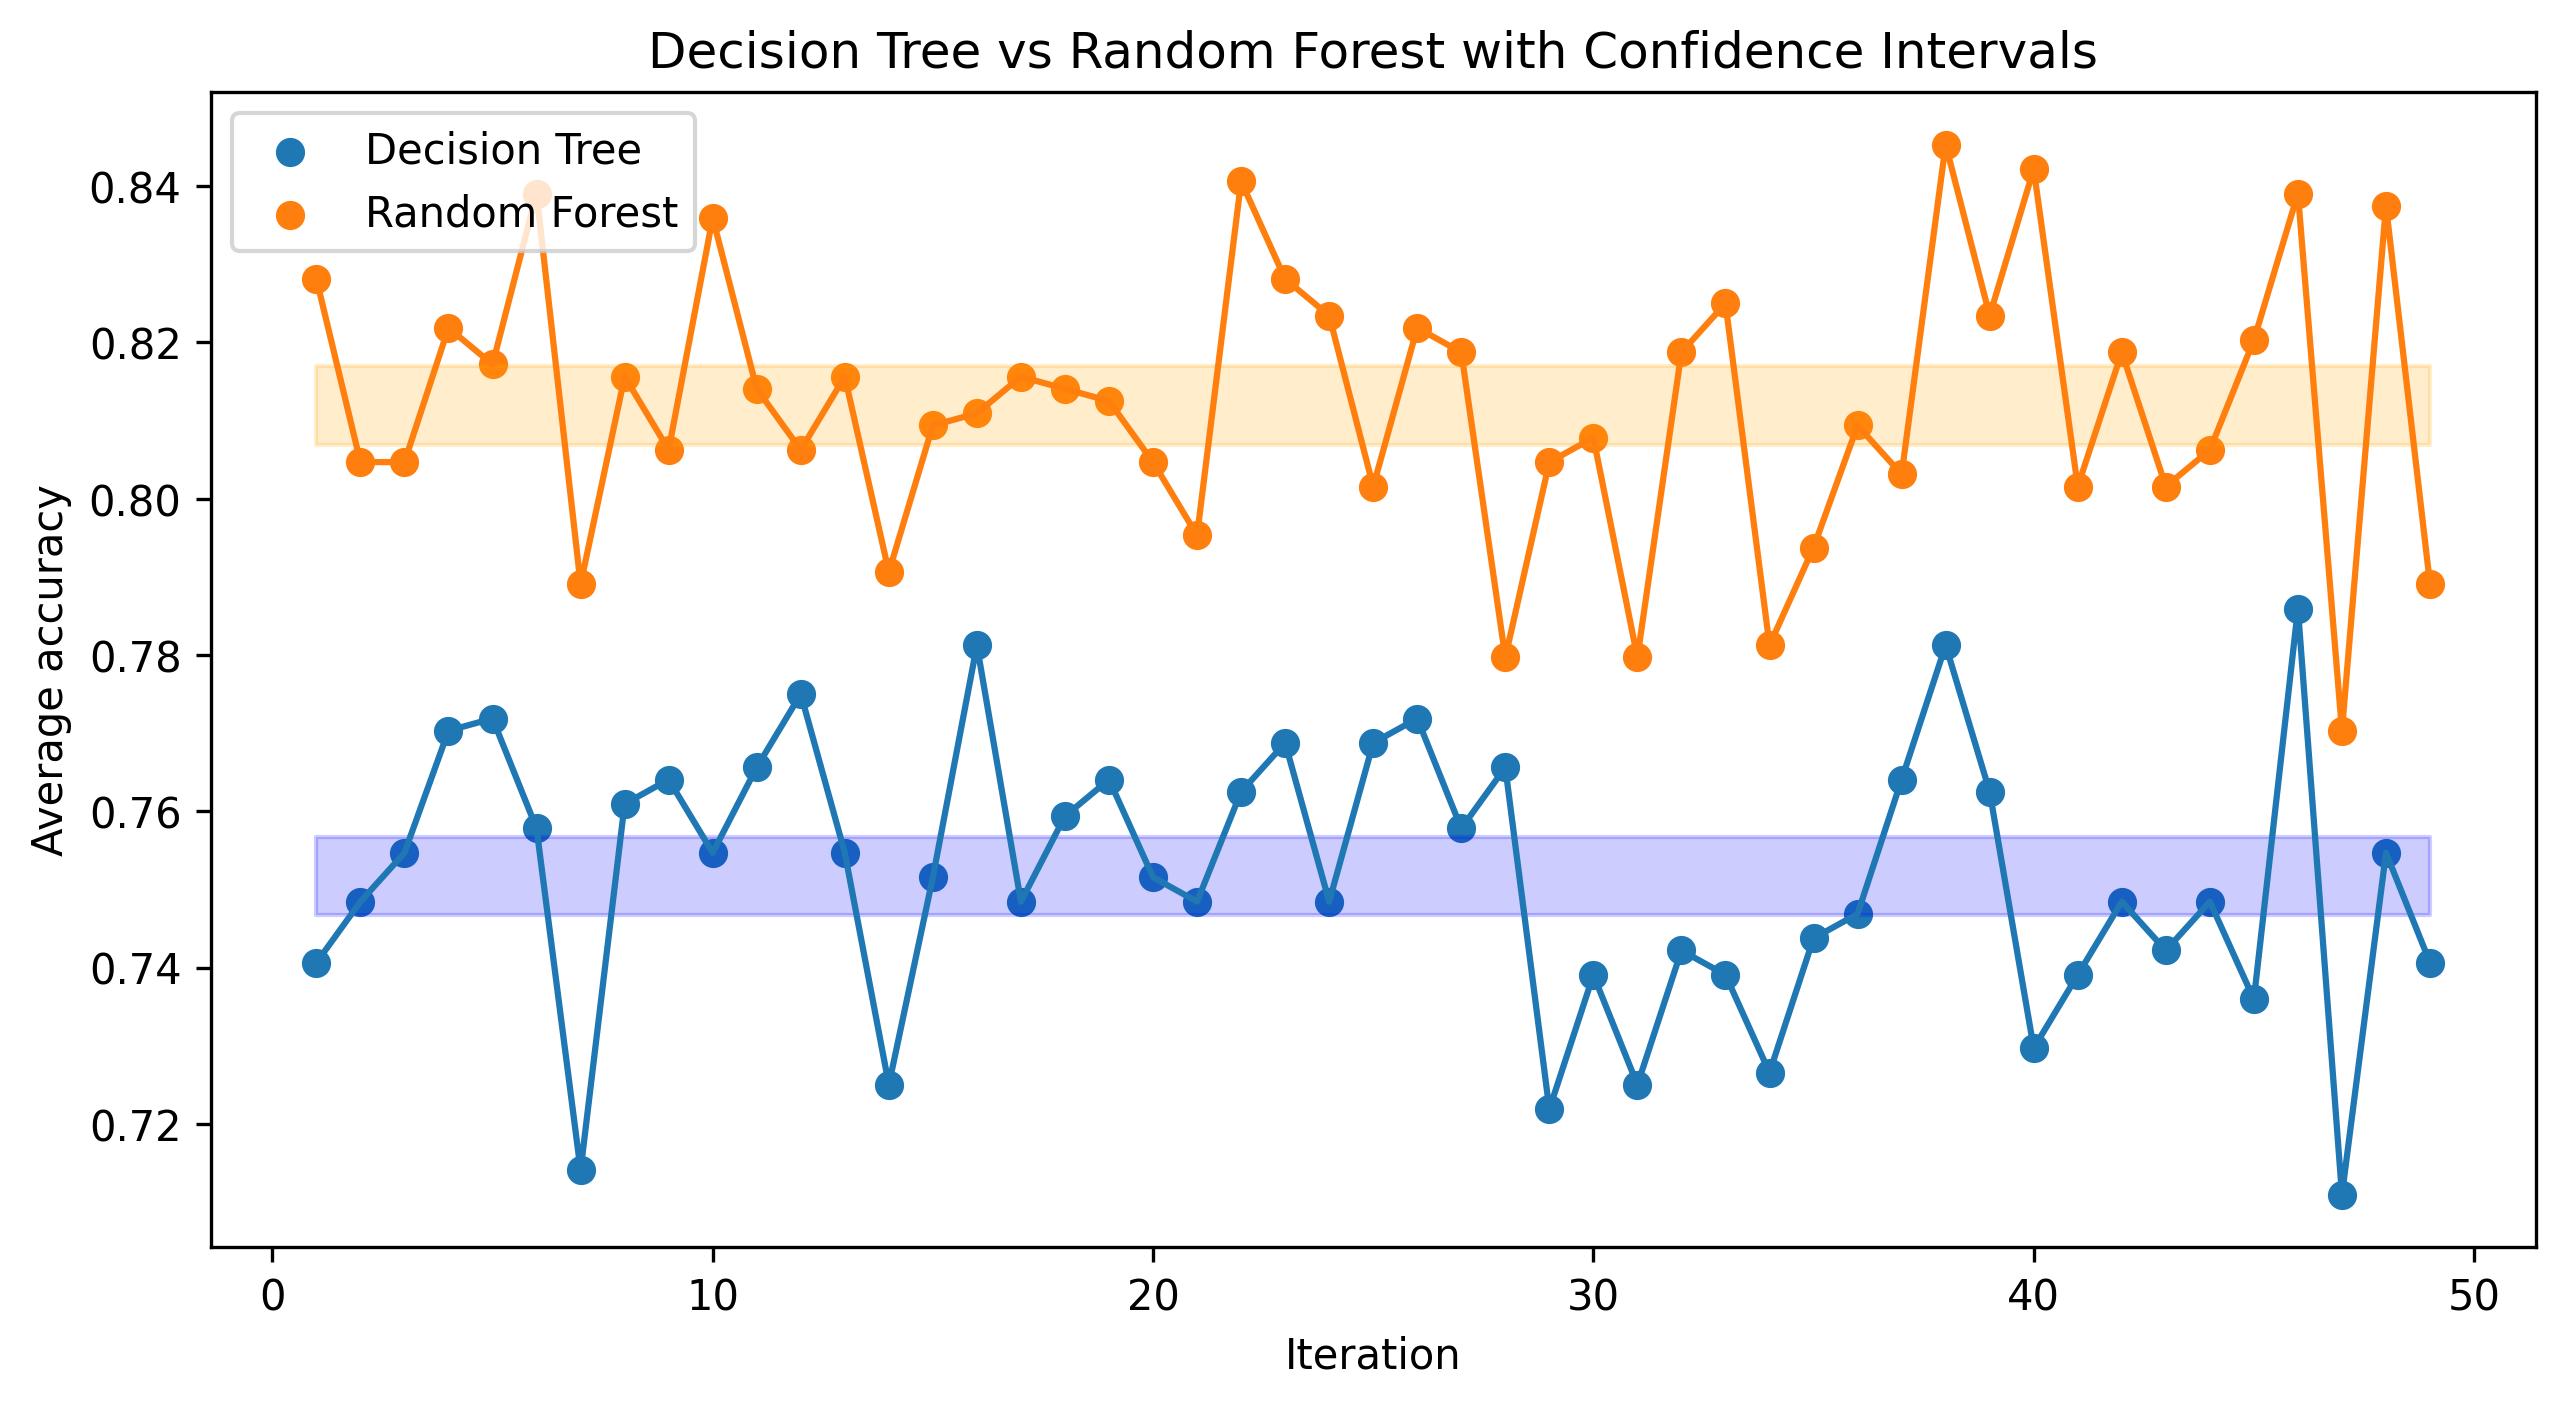 Decision Tree vs Random Forest with Confidence Intervals
Decision Tree
Random Forest
Average accuracy
0.84
0.82
0.80
0.78
0.76
0.74
0.72
0 10 20 30 40 50
Iteration